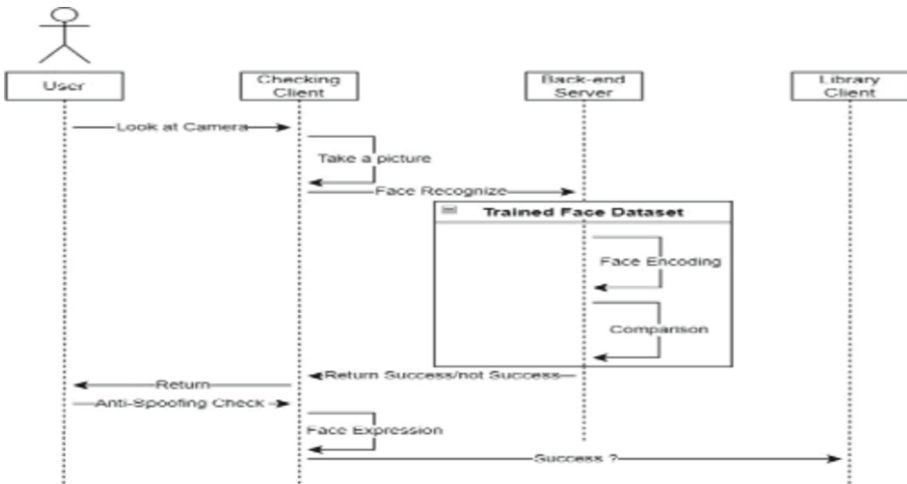 User
Checking
Client
Back-end
Server
Library
Client
Look at Camera
Take a picture
Face Recognize
Trained Face Dataset
Face Encoding
Comparison
Return Success/not Success
Return
Anti-Spoofing Check
Face Expression
Success ?